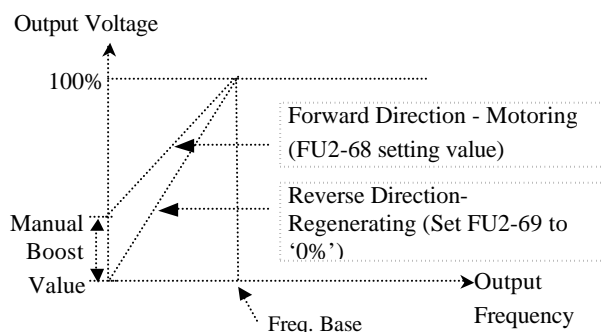 Output Voltage
100%
Forward Direction - Motoring
(FU2-68 setting value)
Reverse Direction-
Regenerating (Set FU2-69 to
‘0%’)
Manual
Boost
Value
Output
Frequency
Freq. Base